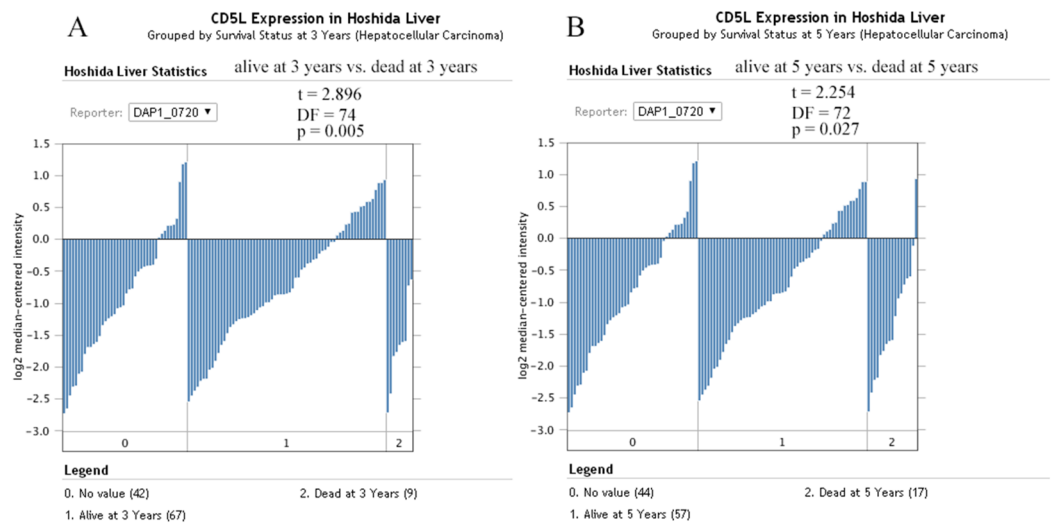 A
CD5L Expression in Hoshida Liver
Grouped by Survival Status at 3 Years (Hepatocellular Carcinoma)
Hoshida Liver Statistics
alive at 3 years vs. dead at 3 years
t = 2.896
DF = 74
p = 0.005
Reporter: DAP1_0720 ▼
1.5
1.0
0.5
0.0
-0.5
-1.0
-1.5
-2.0
-2.5
-3.0
log2 median-centered intensity
0 1 2
Legend
0. No value (42) 2. Dead at 3 Years (9)
1. Alive at 3 Years (67)
B
CD5L Expression in Hoshida Liver
Grouped by Survival Status at 5 Years (Hepatocellular Carcinoma)
Hoshida Liver Statistics
alive at 5 years vs. dead at 5 years
t = 2.254
DF = 72
p = 0.027
Reporter: DAP1_0720 ▼
1.5
1.0
0.5
0.0
-0.5
-1.0
-1.5
-2.0
-2.5
-3.0
log2 median-centered intensity
0 1 2
Legend
0. No value (44) 2. Dead at 5 Years (17)
1. Alive at 5 Years (57)